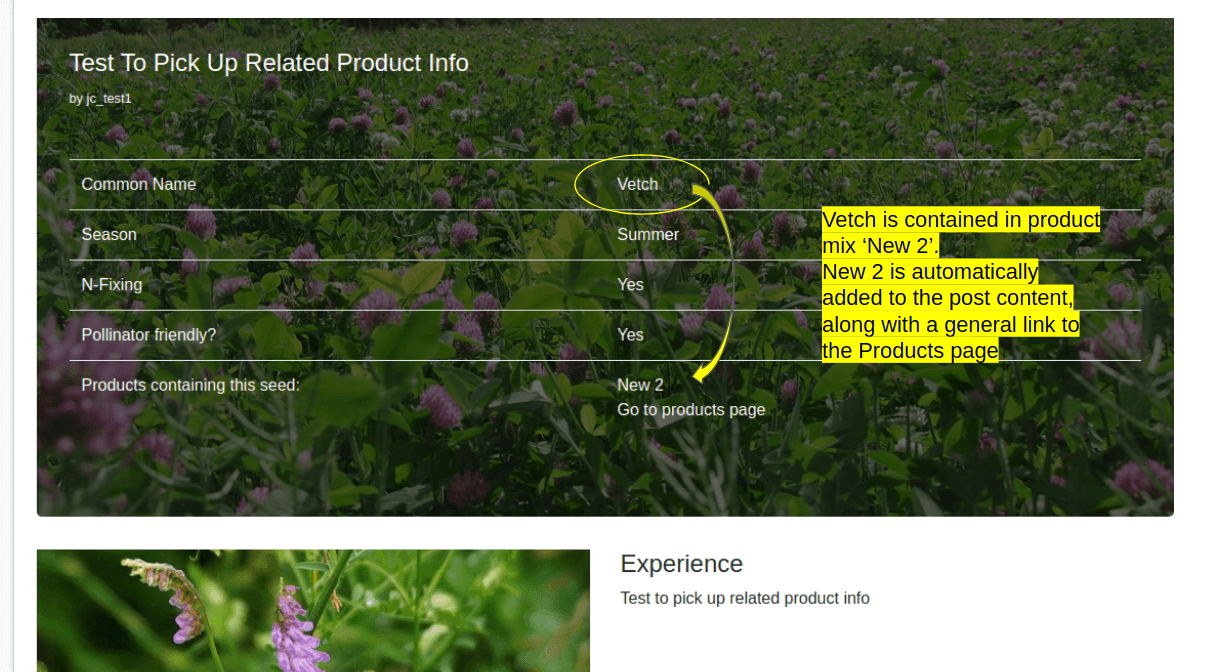 Test To Pick Up Related Product Info
by jc_test1
Common Name Vetch
Season Summer
N-Fixing Yes
Pollinator friendly? Yes
Products containing this seed: New 2
Go to products page
Vetch is contained in product
mix ‘New 2’.
New 2 is automatically
added to the post content,
along with a general link to
the Products page
Experience
Test to pick up related product info